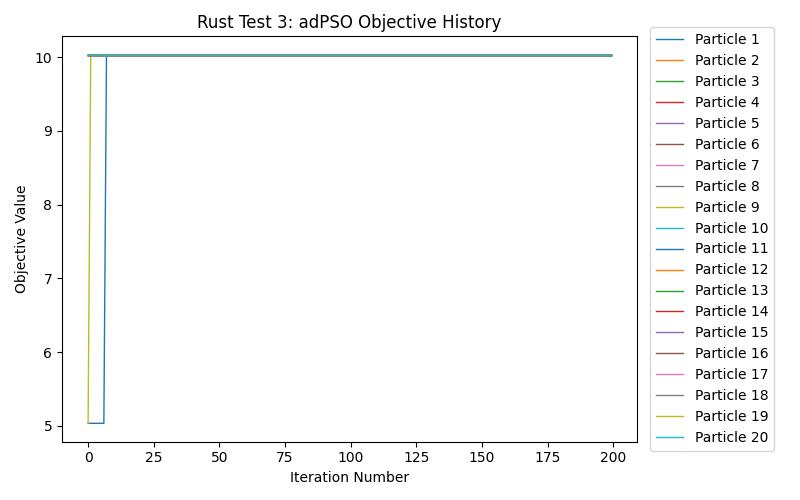 Rust Test 3: adPSO Objective History
Objective Value
10
9
8
7
6
5
0
25
50
75
100
125
150
175
200
Iteration Number
Particle 1
Particle 2
Particle 3
Particle 4
Particle 5
Particle 6
Particle 7
Particle 8
Particle 9
Particle 10
Particle 11
Particle 12
Particle 13
Particle 14
Particle 15
Particle 16
Particle 17
Particle 18
Particle 19
Particle 20